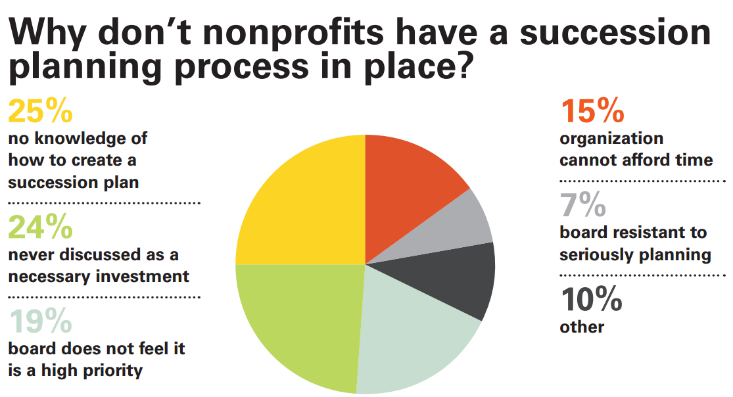 Why don’t nonprofits have a succession
planning process in place?
25%
no knowledge of
how to create a
succession plan
24%
never discussed as a
necessary investment
19%
board does not feel it
is a high priority
15%
organization
cannot afford time
7%
board resistant to
seriously planning
10%
other